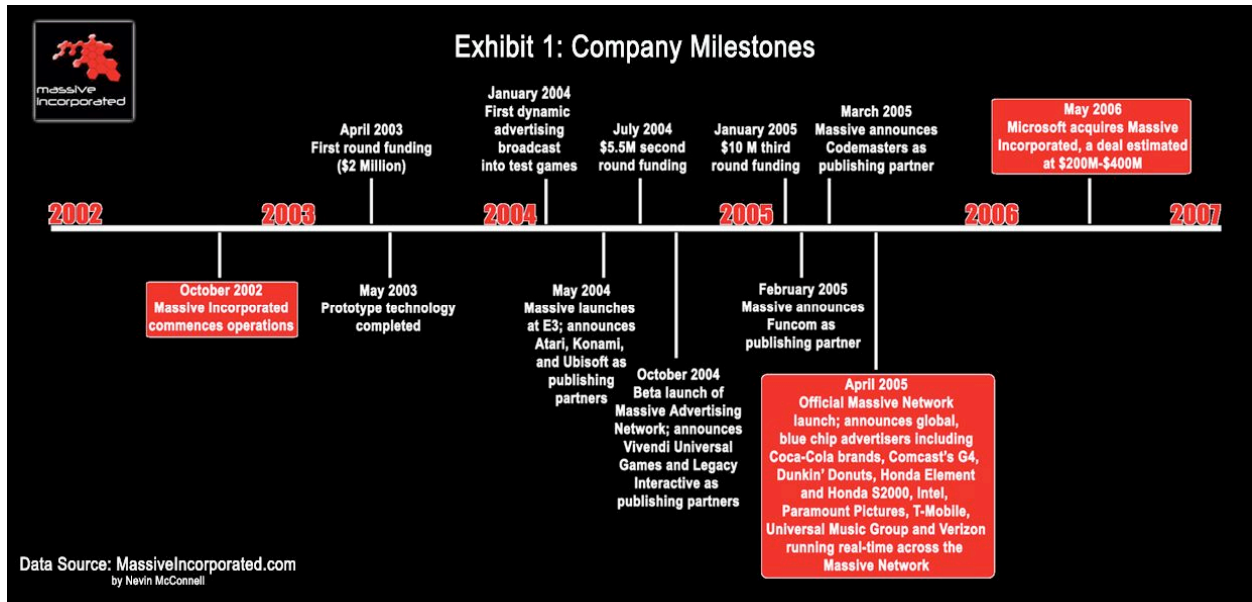 massive
incorporated
Exhibit 1: Company Milestones
January 2004
First dynamic
advertising
broadcast
into test games
April 2003
First round funding
($2 Million)
July 2004
$5.5M second
round funding
January 2005
$10 M third
round funding
March 2005
Massive announces
Codemasters as
publishing partner
May 2006
Microsoft acquires Massive
Incorporated, a deal estimated
at $200M-$400M
2002 2003 2004 2005 2006 2007
October 2002
Massive Incorporated
commences operations
May 2003
Prototype technology
completed
May 2004
Massive launches
at E3; announces
Atari, Konami,
and Ubisoft as
publishing
partners
October 2004
Beta launch of
Massive Advertising
Network; announces
Vivendi Universal
Games and Legacy
Interactive as
publishing partners
February 2005
Massive announces
Funcom as
publishing partner
April 2005
Official Massive Network
launch; announces global,
blue chip advertisers including
Coca-Cola brands, Comcast's G4,
Dunkin' Donuts, Honda Element
and Honda S2000, Intel,
Paramount Pictures, T-Mobile,
Universal Music Group and Verizon
running real-time across the
Massive Network
Data Source: MassiveIncorporated.com
by Nevin McConnell